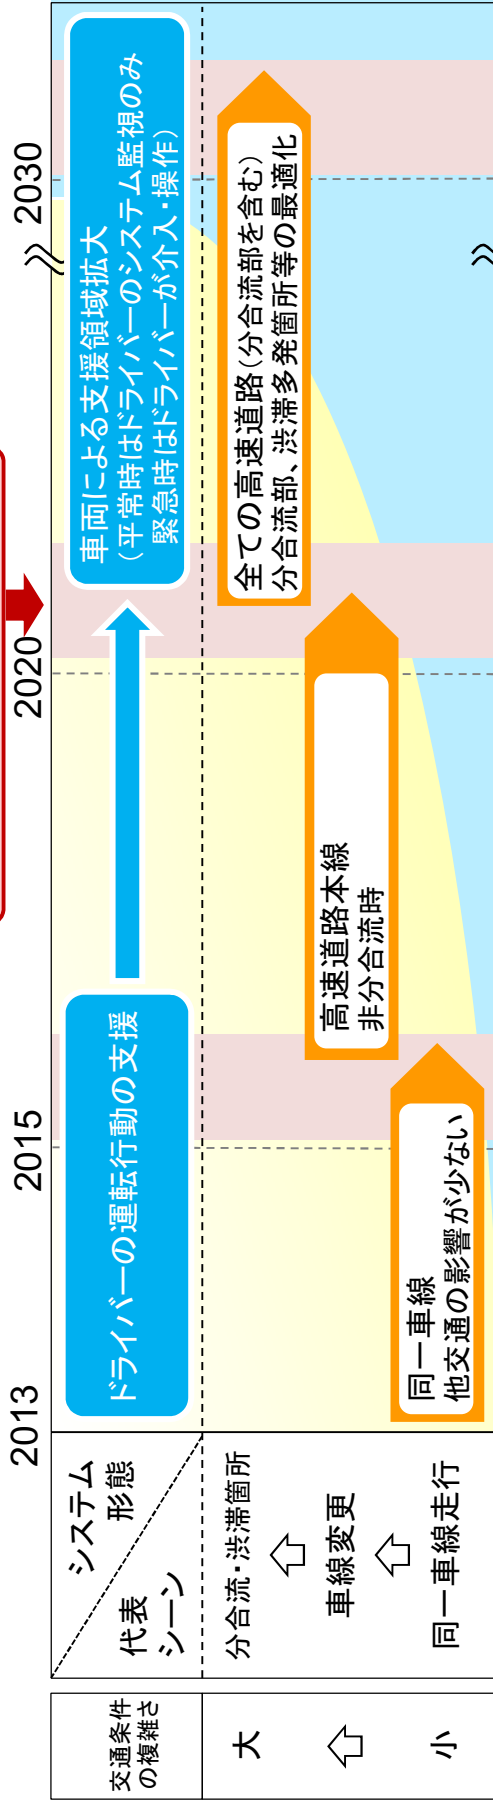 2013
2015
2020
2030
交通条件
の複雑さ
システム
形態
代表
シーン
ドライバーの運転行動の支援
車両による支援領域拡大
(平常時はドライバーのシステム監視のみ
緊急時はドライバーが介入・操作)
大
分合流・渋滞箇所
全ての高速道路(分合流部を含む)
分合流部、渋滞多発箇所等の最適化
車線変更
高速道路本線
非分合流時
小
同一車線走行
同一車線
他交通の影響が少ない